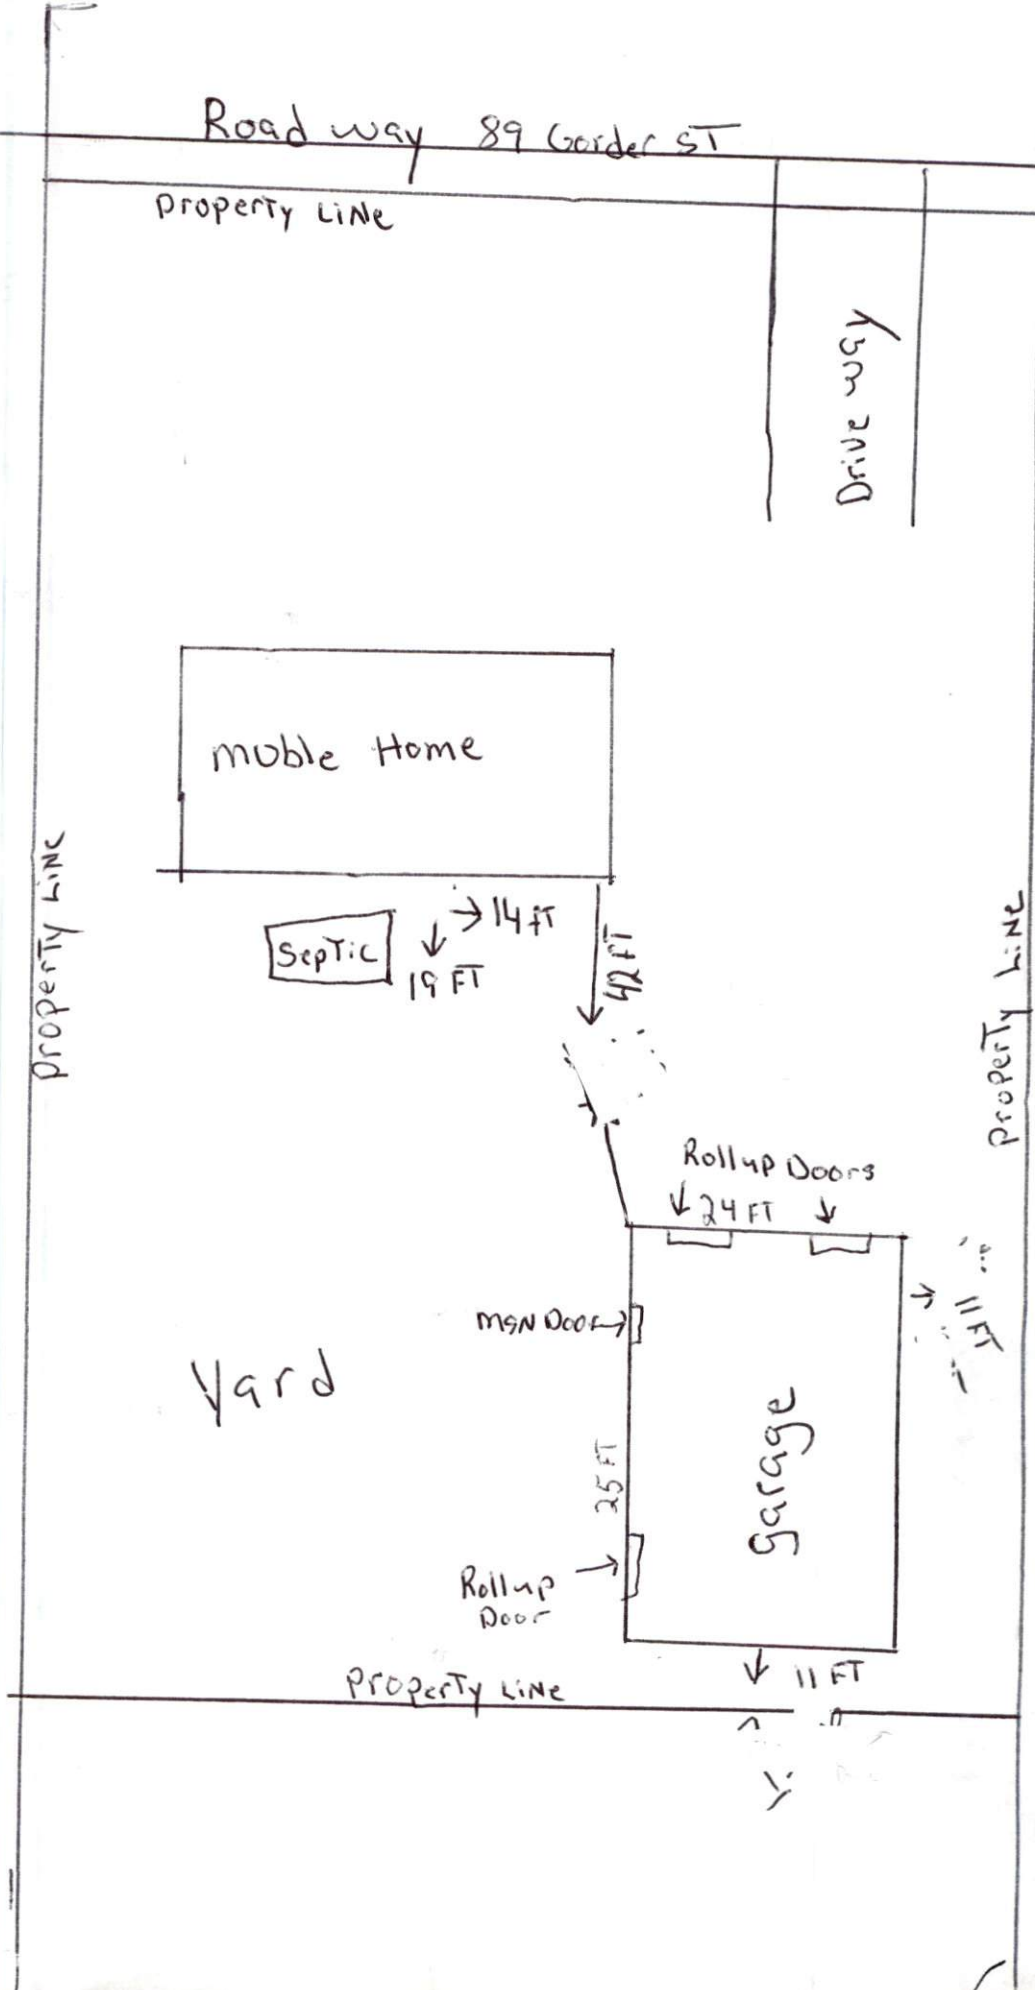 Road way 89 Gorder ST
Property LiNe
Drive way
muble Home
Property LiNe
→14 FT
SepTic
19 FT
42 FT
Property LiNe
Rollup Doors
24 FT
11 FT
maN Door
Yard
25 FT
garage
Rollup
Door
11 FT
Property LiNe